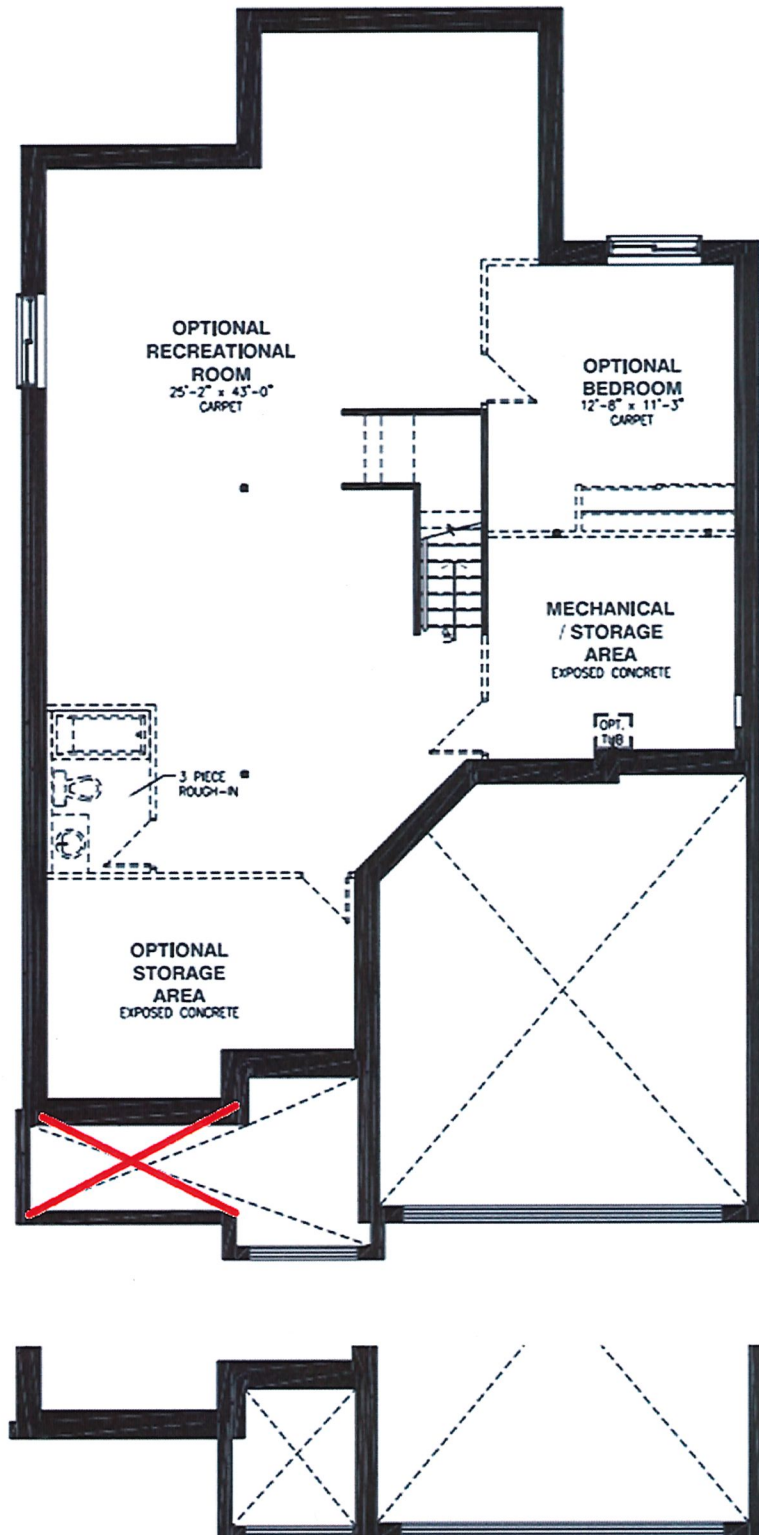 OPTIONAL
RECREATIONAL
ROOM
25'-2" x 43'-0"
CARPET
OPTIONAL
BEDROOM
12'-8" x 11'-3"
CARPET
MECHANICAL
/ STORAGE
AREA
EXPOSED CONCRETE
OPT.
TUB
3 PIECE
ROUGH-IN
OPTIONAL
STORAGE
AREA
EXPOSED CONCRETE